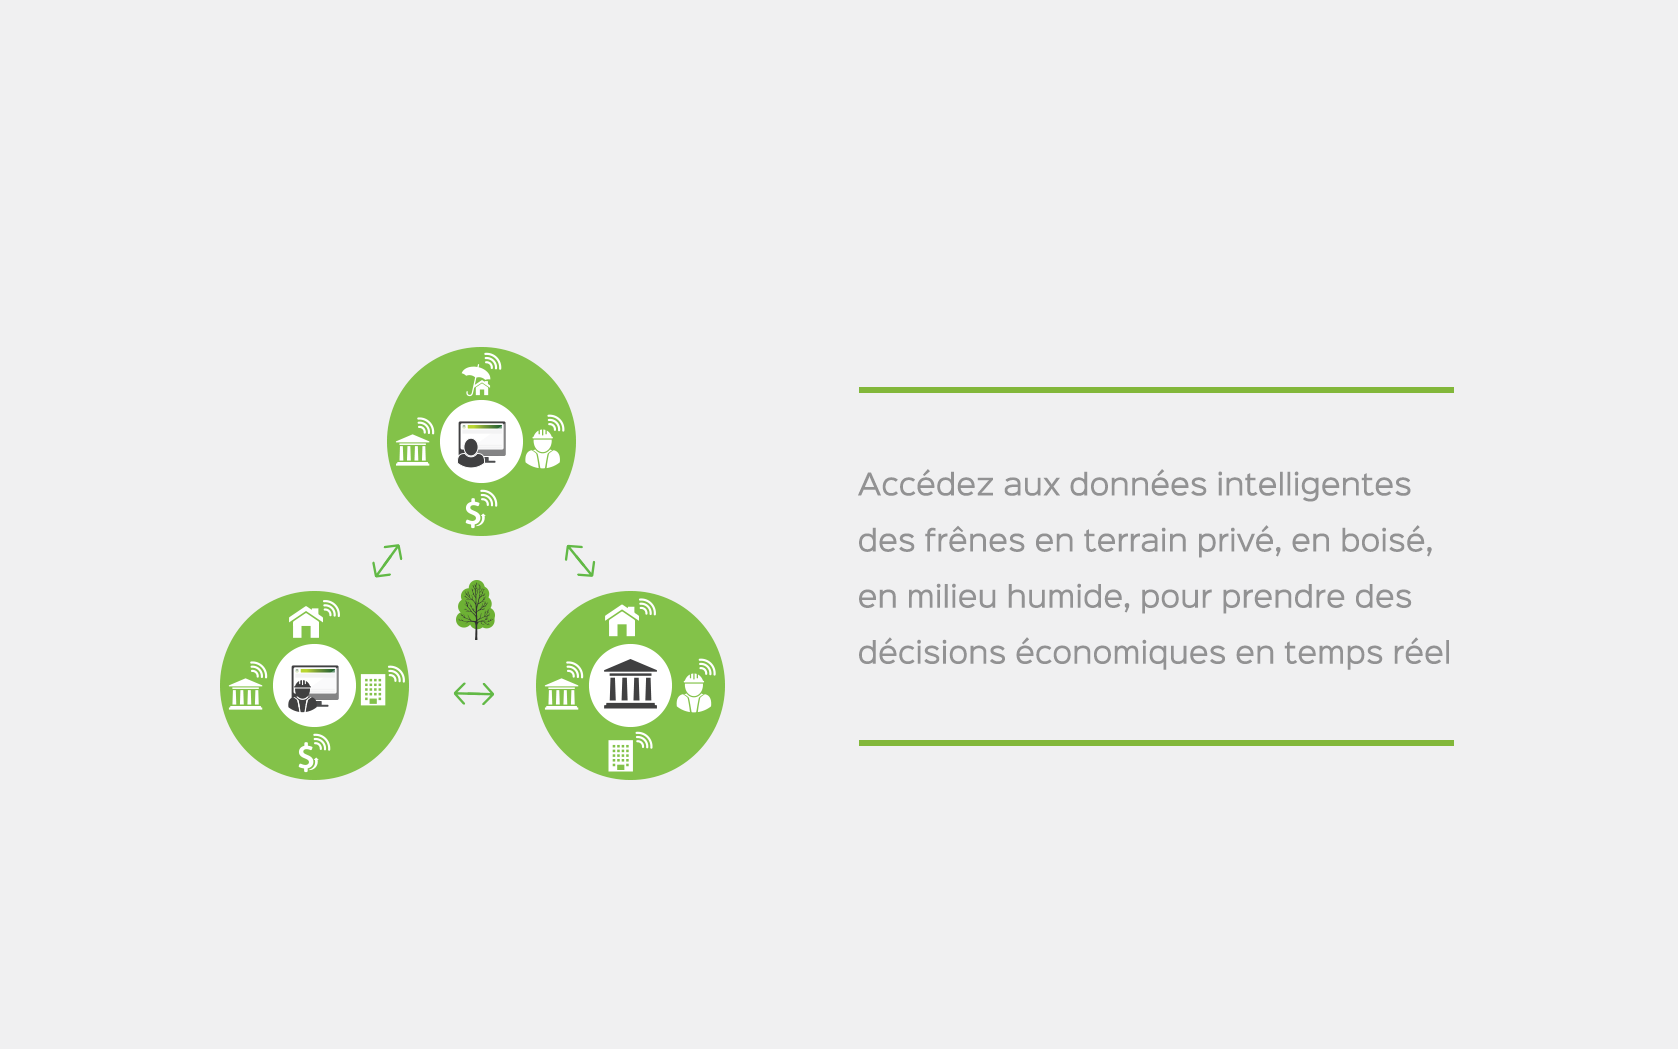 Accédez aux données intelligentes
des frênes en terrain privé, en boisé,
en milieu humide, pour prendre des
décisions économiques en temps réel